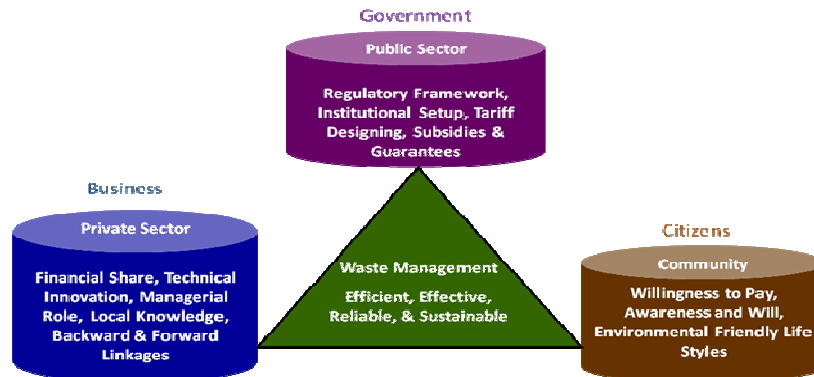 Government
Public Sector
Regulatory Framework,
Institutional Setup, Tariff
Designing, Subsidies &
Guarantees
Business
Private Sector
Financial Share, Technical
Innovation, Managerial
Role, Local Knowledge,
Backward & Forward
Linkages
Waste Management
Efficient, Effective,
Reliable, & Sustainable
Citizens
Community
Willingness to Pay,
Awareness and Will,
Environmental Friendly Life
Styles